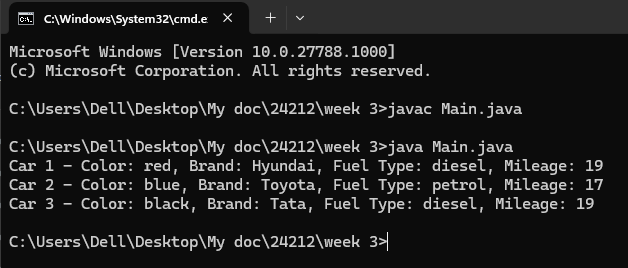 C:\Windows\System32\cmd.e
Microsoft Windows [Version 10.0.27788.1000]
(c) Microsoft Corporation. All rights reserved.
C:\Users\Dell\Desktop\My doc\24212\week 3>javac Main.java
C:\Users\Dell\Desktop\My doc\24212\week 3>java Main.java
Car 1 - Color: red, Brand: Hyundai, Fuel Type: diesel, Mileage: 19
Car 2 - Color: blue, Brand: Toyota, Fuel Type: petrol, Mileage: 17
Car 3 - Color: black, Brand: Tata, Fuel Type: diesel, Mileage: 19
C:\Users\Dell\Desktop\My doc\24212\week 3>